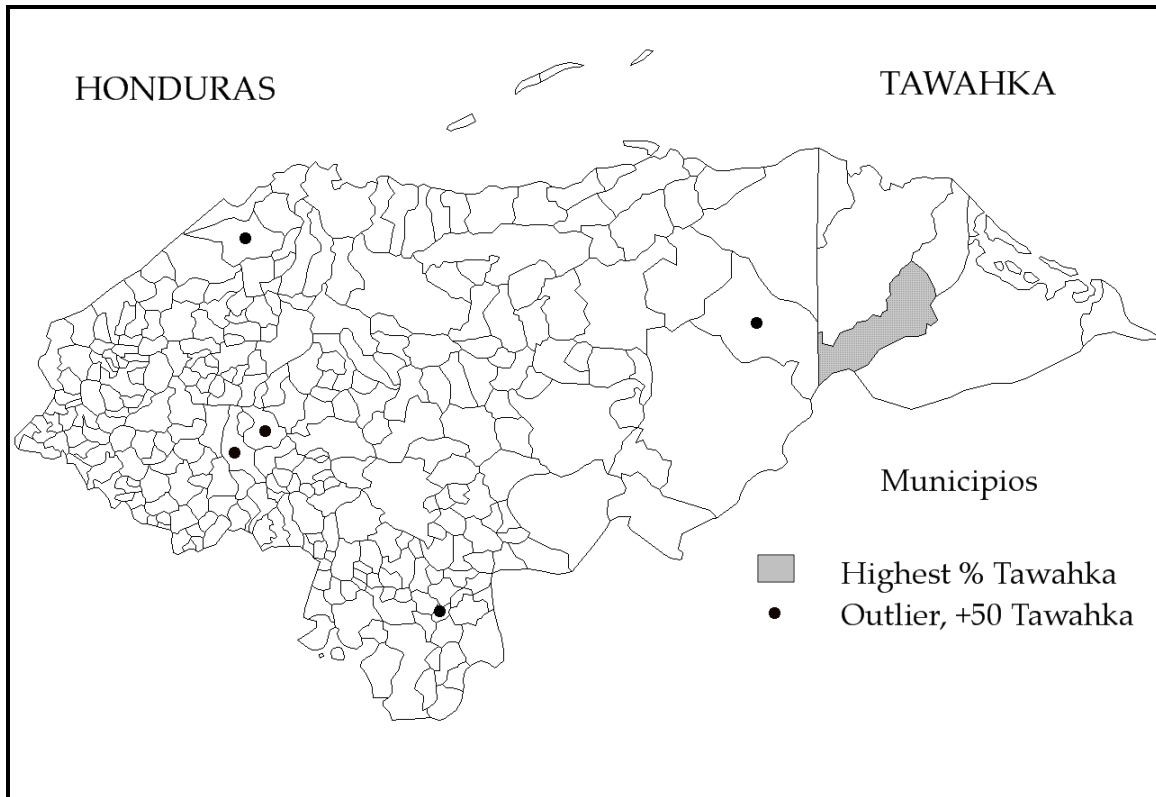 HONDURAS
TAWAHKA
Municipios
Highest % Tawahka
Outlier, +50 Tawahka